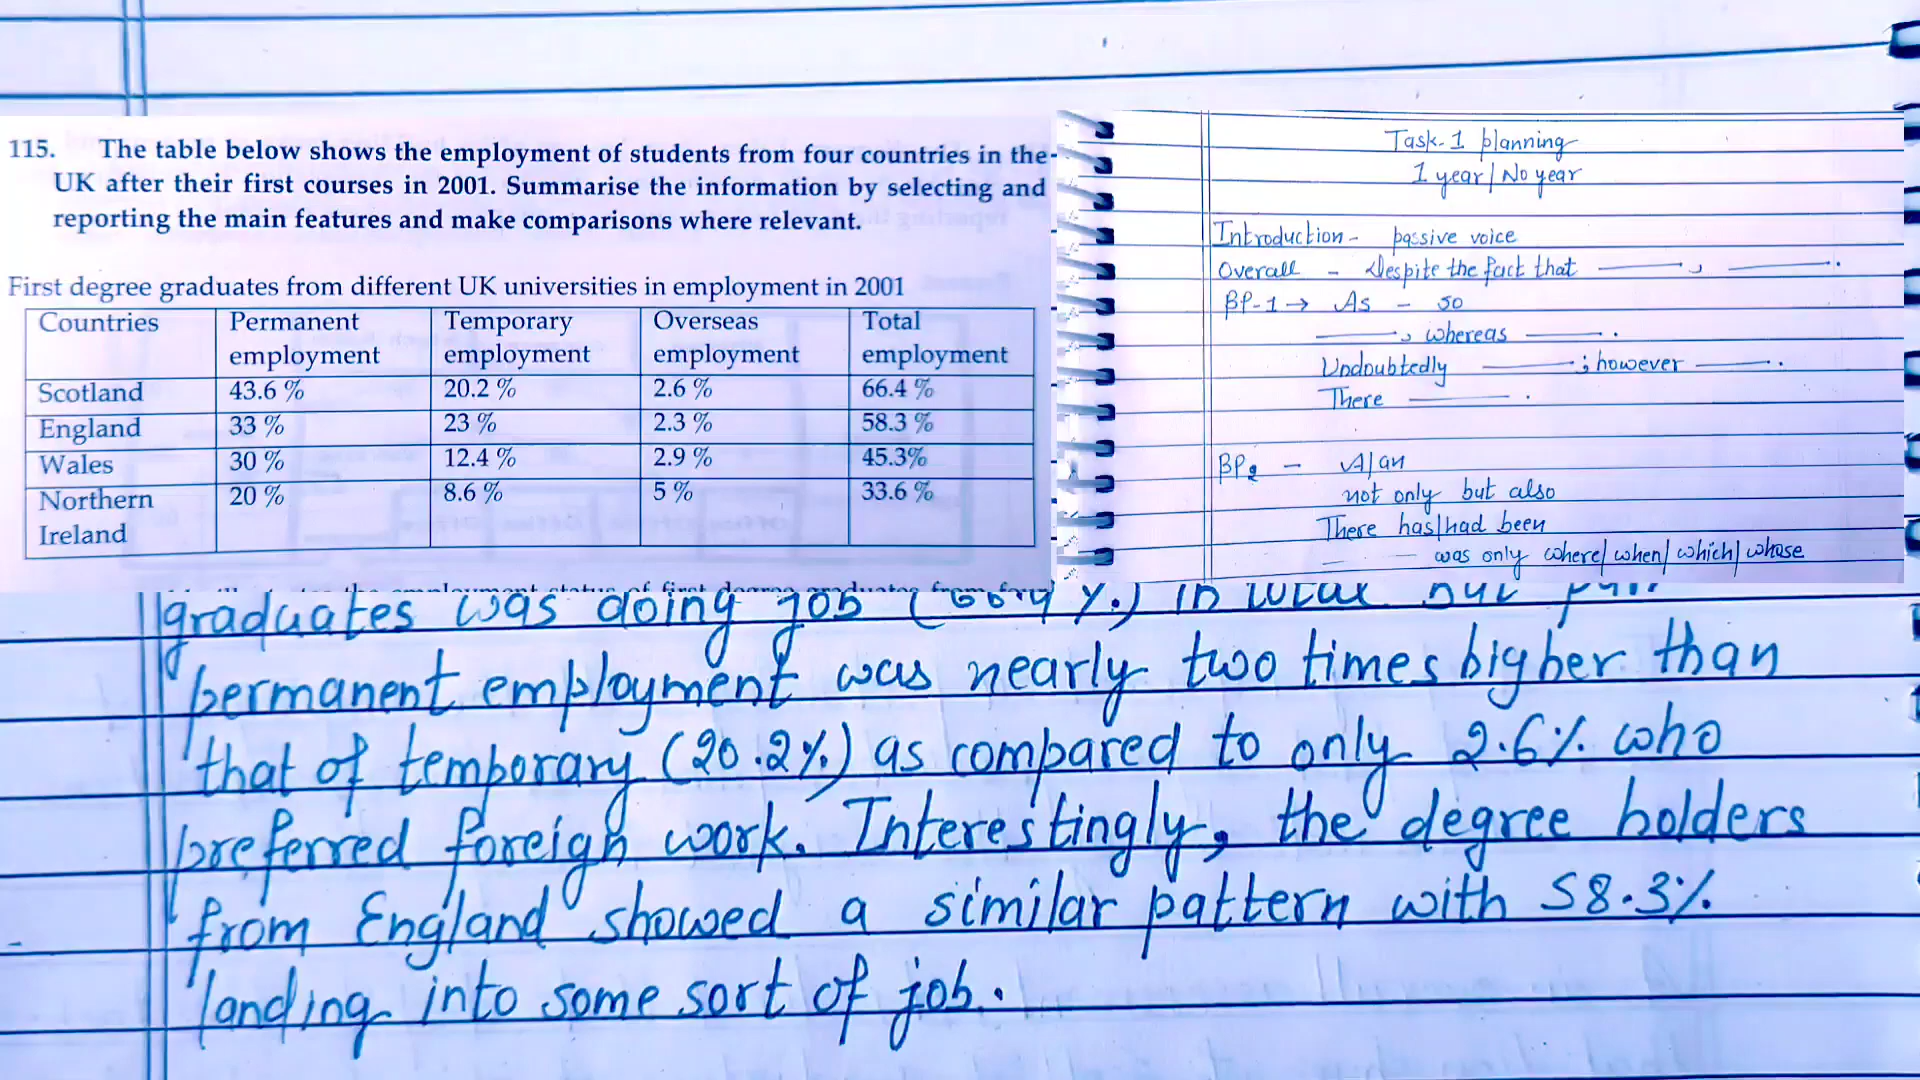 115. The table below shows the employment of students from four countries in the
UK after their first courses in 2001. Summarise the information by selecting and
reporting the main features and make comparisons where relevant.
First degree graduates from different UK universities in employment in 2001
Countries Permanent employment Temporary employment Overseas employment Total employment
Scotland 43.6 % 20.2 % 2.6 % 66.4 %
England 33 % 23 % 2.3 % 58.3 %
Wales 30 % 12.4 % 2.9 % 45.3%
Northern Ireland 20 % 8.6 % 5 % 33.6 %
Task-1 planning
1 year/No year
Introduction - passive voice
Overall - Despite the fact that ——, ——.
BP-1 → As - so
——, whereas ——.
Undoubtedly ——; however ——.
There ——.
BP2 - A/an
not only but also
There has/had been
—— was only where/when/which/whose
graduates was doing job in
permanent employment was nearly two times bigher than
that of temporary (20.2%) as compared to only 2.6% who
preferred foreign work. Interestingly, the degree holders
from England showed a similar pattern with 58.3%
landing into some sort of job.